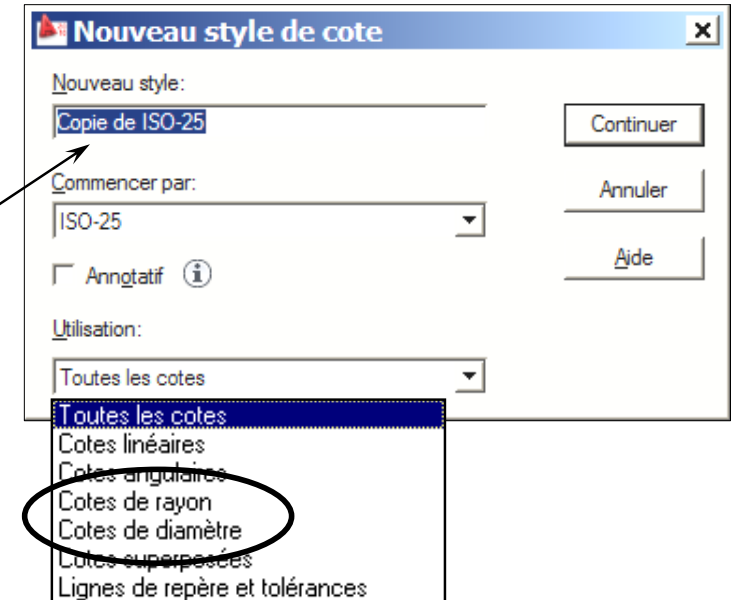 Nouveau style de cote
Nouveau style:
Copie de ISO-25
Continuer
Commencer par:
Annuler
ISO-25
Aide
Annotatif
Utilisation:
Toutes les cotes
Toutes les cotes
Cotes linéaires
Cotes angulaires
Cotes de rayon
Cotes de diamètre
Cotes superposées
Lignes de repère et tolérances